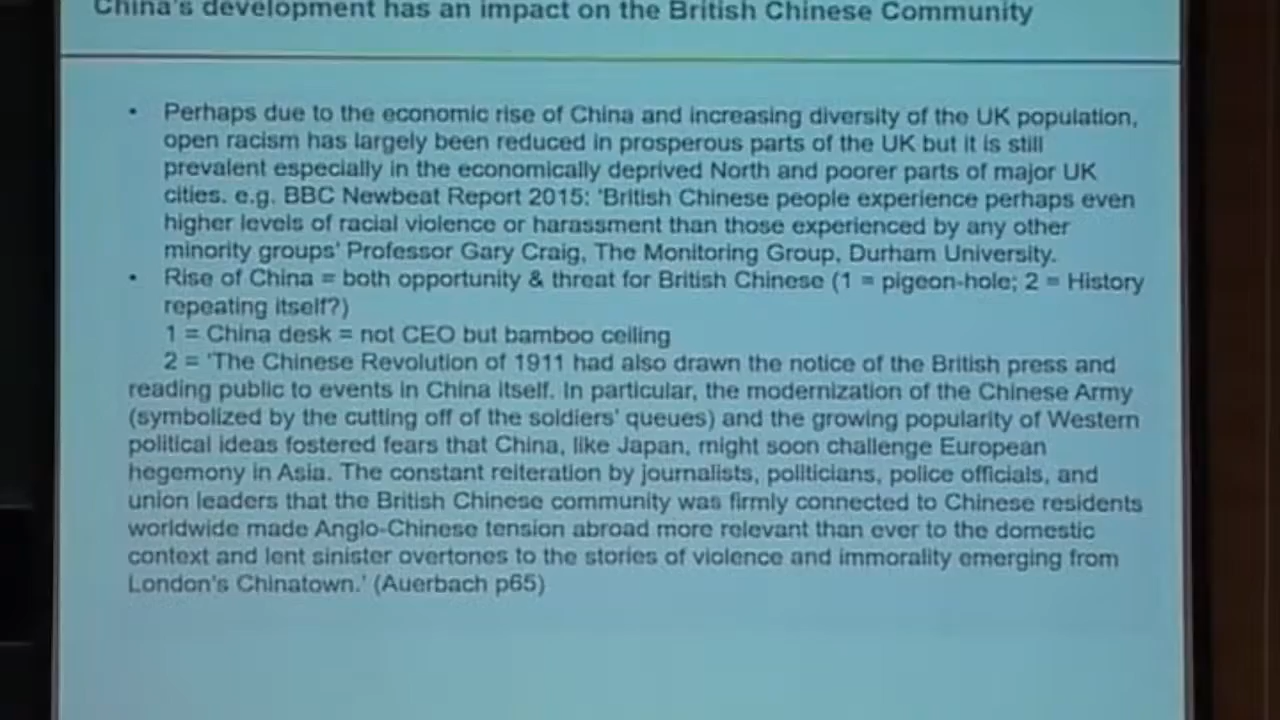 China's development has an impact on the British Chinese Community
• Perhaps due to the economic rise of China and increasing diversity of the UK population,
open racism has largely been reduced in prosperous parts of the UK but it is still
prevalent especially in the economically deprived North and poorer parts of major UK
cities. e.g. BBC Newbeat Report 2015: 'British Chinese people experience perhaps even
higher levels of racial violence or harassment than those experienced by any other
minority groups' Professor Gary Craig, The Monitoring Group, Durham University.
• Rise of China = both opportunity & threat for British Chinese (1 = pigeon-hole; 2 = History
repeating itself?)
1 = China desk = not CEO but bamboo ceiling
2 = 'The Chinese Revolution of 1911 had also drawn the notice of the British press and
reading public to events in China itself. In particular, the modernization of the Chinese Army
(symbolized by the cutting off of the soldiers' queues) and the growing popularity of Western
political ideas fostered fears that China, like Japan, might soon challenge European
hegemony in Asia. The constant reiteration by journalists, politicians, police officials, and
union leaders that the British Chinese community was firmly connected to Chinese residents
worldwide made Anglo-Chinese tension abroad more relevant than ever to the domestic
context and lent sinister overtones to the stories of violence and immorality emerging from
London's Chinatown.' (Auerbach p65)